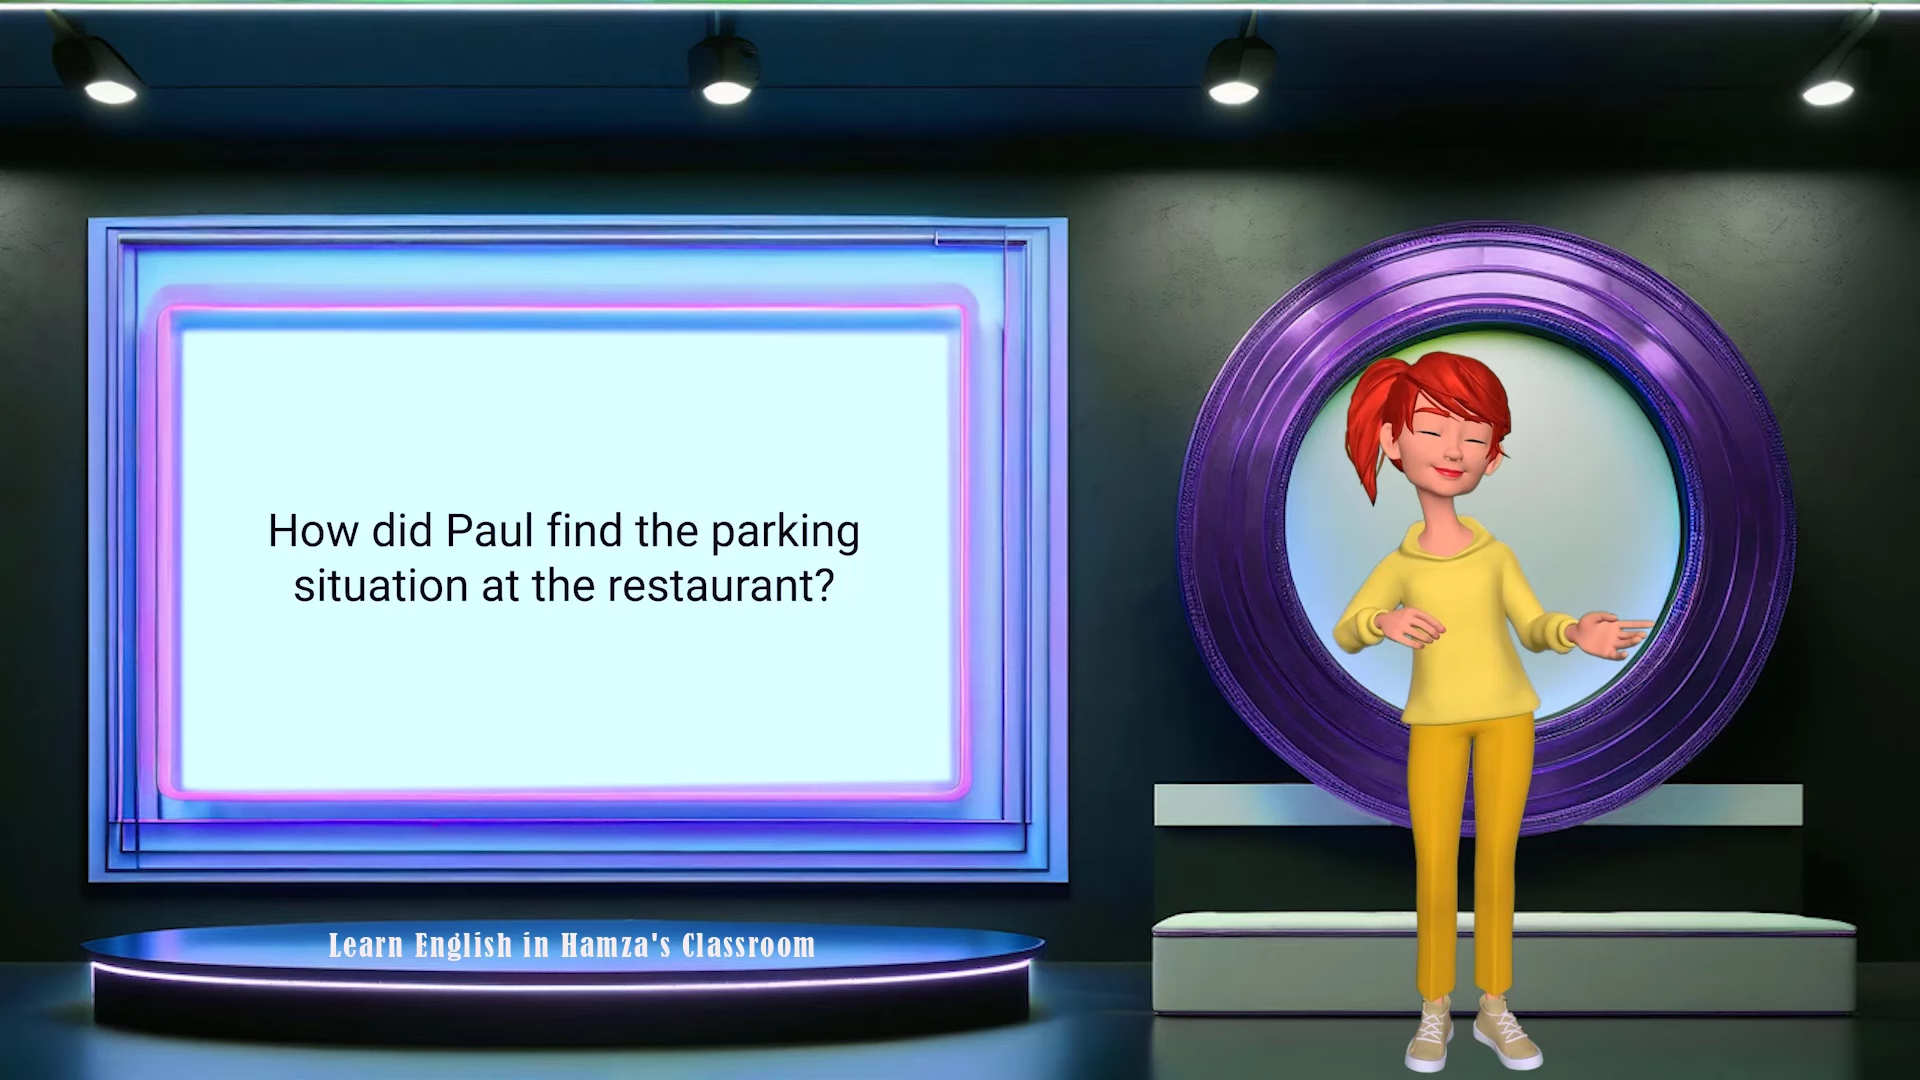 How did Paul find the parking
situation at the restaurant?
Learn English in Hamza's Classroom